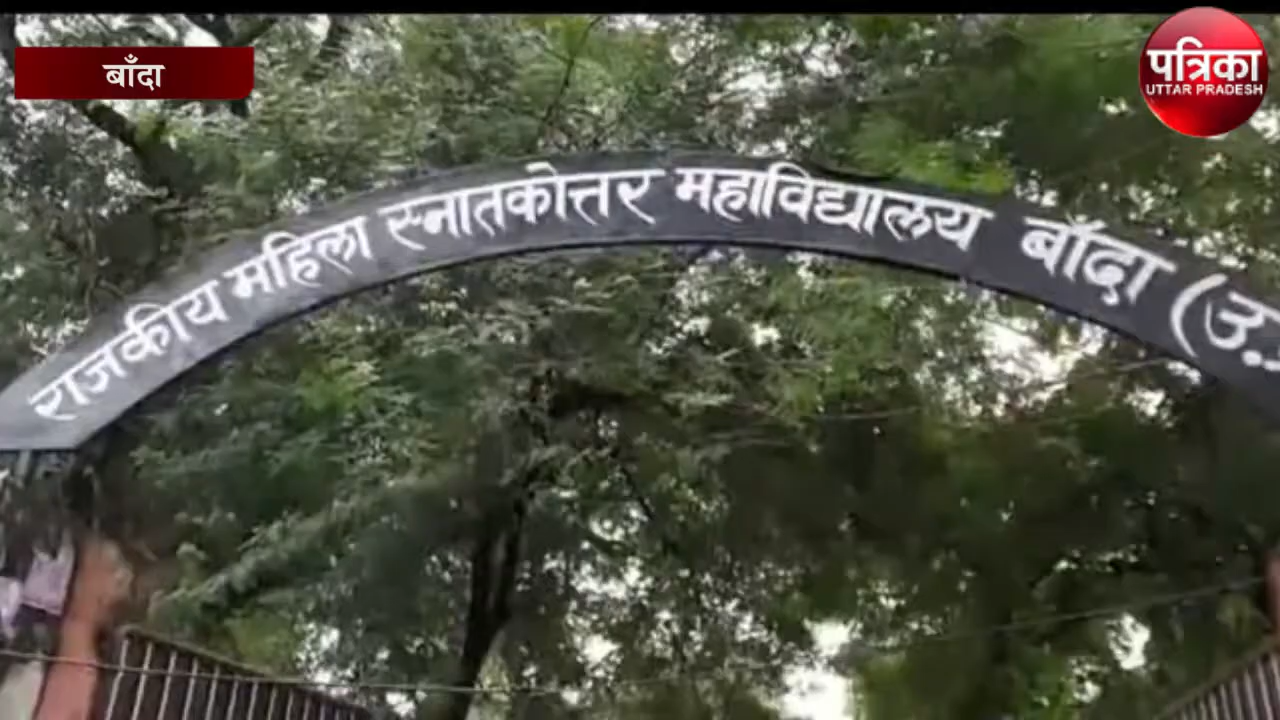 बाँदा
पत्रिका
UTTAR PRADESH
राजकीय महिला स्नातकोत्तर महाविद्यालय बाँदा (उ.